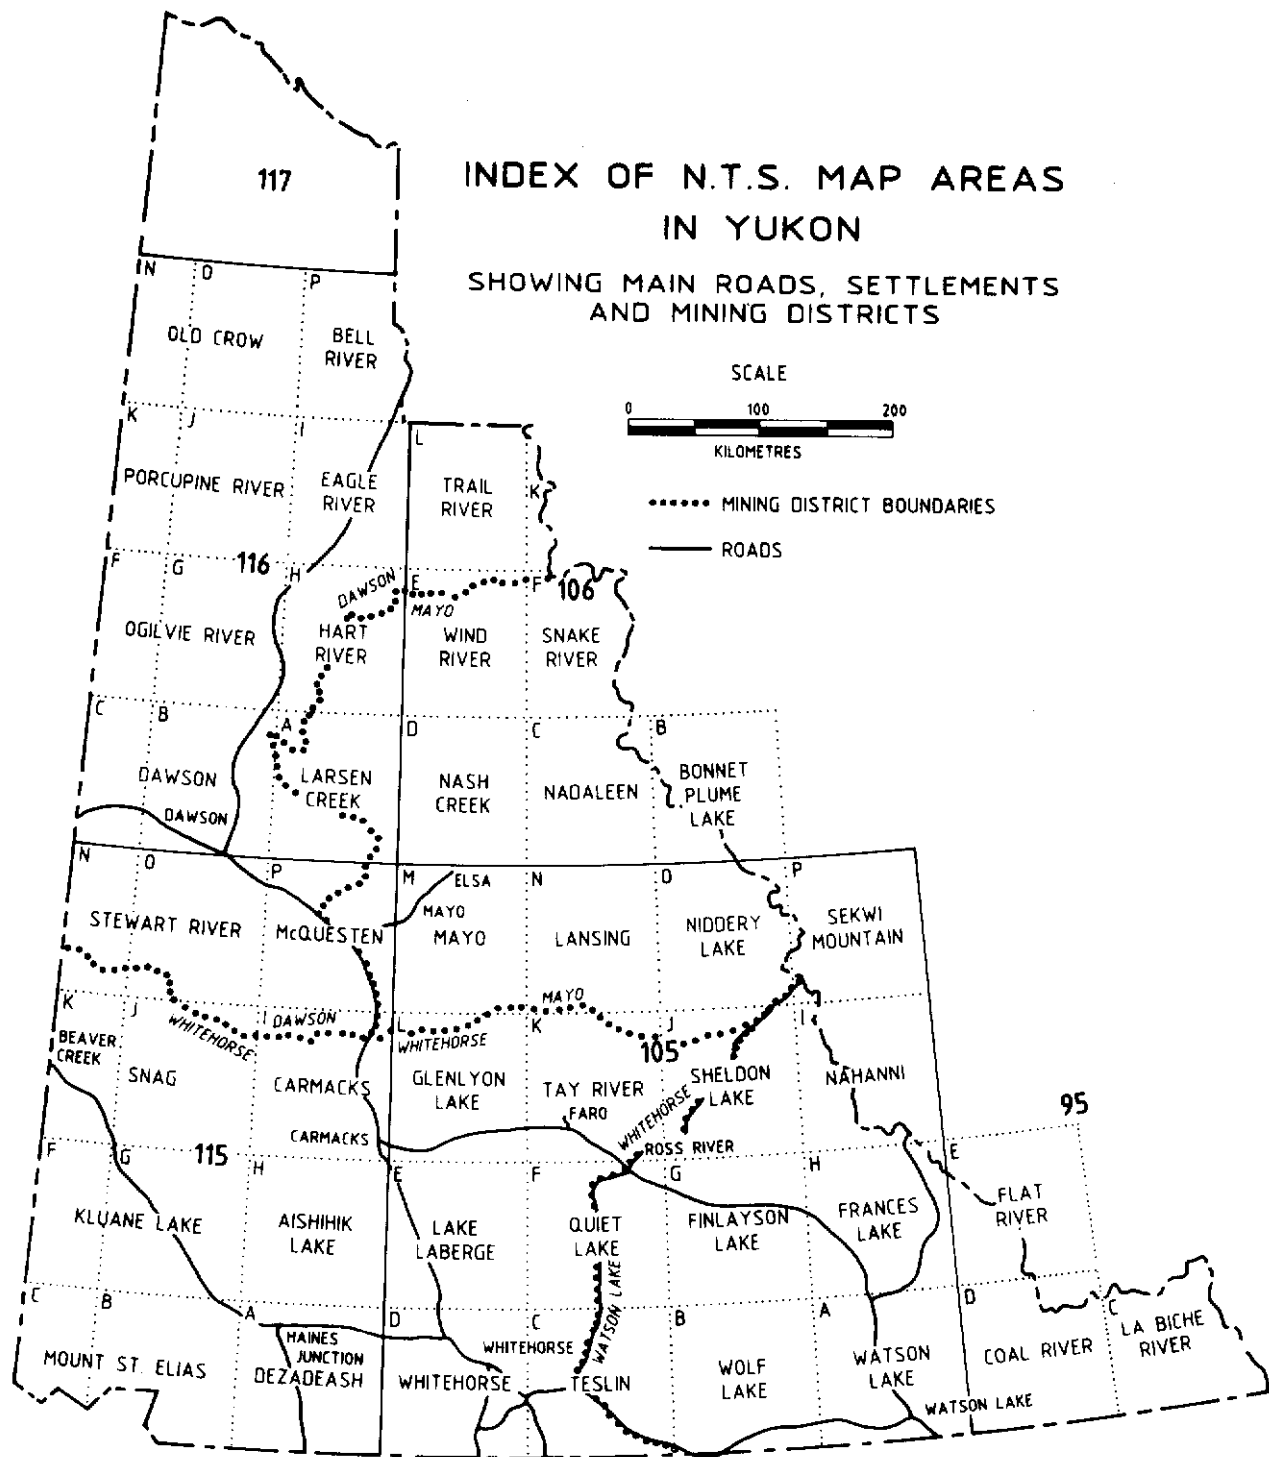 117
INDEX OF N.T.S. MAP AREAS
IN YUKON
SHOWING MAIN ROADS, SETTLEMENTS
AND MINING DISTRICTS
SCALE
0 100 200
KILOMETRES
MINING DISTRICT BOUNDARIES
ROADS
N O P
OLD CROW
BELL
RIVER
K J I L
PORCUPINE RIVER
EAGLE
RIVER
TRAIL
RIVER
K
F G 116 H
DAWSON
E
MAYO
F 106
OGILVIE RIVER
HART
RIVER
WIND
RIVER
SNAKE
RIVER
C B A D C B
DAWSON
DAWSON
LARSEN
CREEK
NASH
CREEK
NADALEEN
BONNET
PLUME
LAKE
N O P M N O P
ELSA
MAYO
STEWART RIVER
McQUESTEN
MAYO
LANSING
NIDDERY
LAKE
SEKWI
MOUNTAIN
K J I L K J I
WHITEHORSE
DAWSON
WHITEHORSE
MAYO
105
BEAVER
CREEK
SNAG
CARMACKS
GLENLYON
LAKE
TAY RIVER
FARO
SHELDON
LAKE
NAHANNI
95
WHITEHORSE
CARMACKS
ROSS RIVER
F G 115 H E F G H E
KLUANE LAKE
AISHIHIK
LAKE
LAKE
LABERGE
QUIET
LAKE
FINLAYSON
LAKE
FRANCES
LAKE
FLAT
RIVER
WATSON LAKE
C B A D C B A D C
HAINES
JUNCTION
WHITEHORSE
MOUNT ST. ELIAS
DEZADEASH
WHITEHORSE
TESLIN
WOLF
LAKE
WATSON
LAKE
COAL RIVER
LA BICHE
RIVER
WATSON LAKE